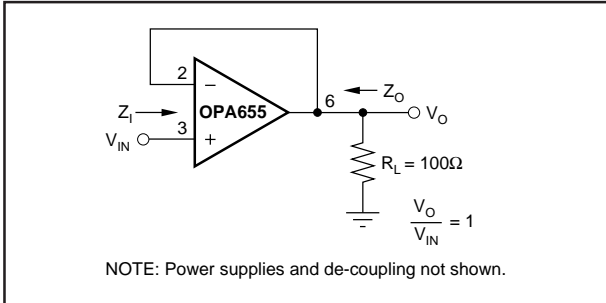 2
−
OPA655
6
Z_O
V_O
Z_I
V_IN
3
+
R_L = 100Ω
V_O
V_IN
= 1
NOTE: Power supplies and de-coupling not shown.